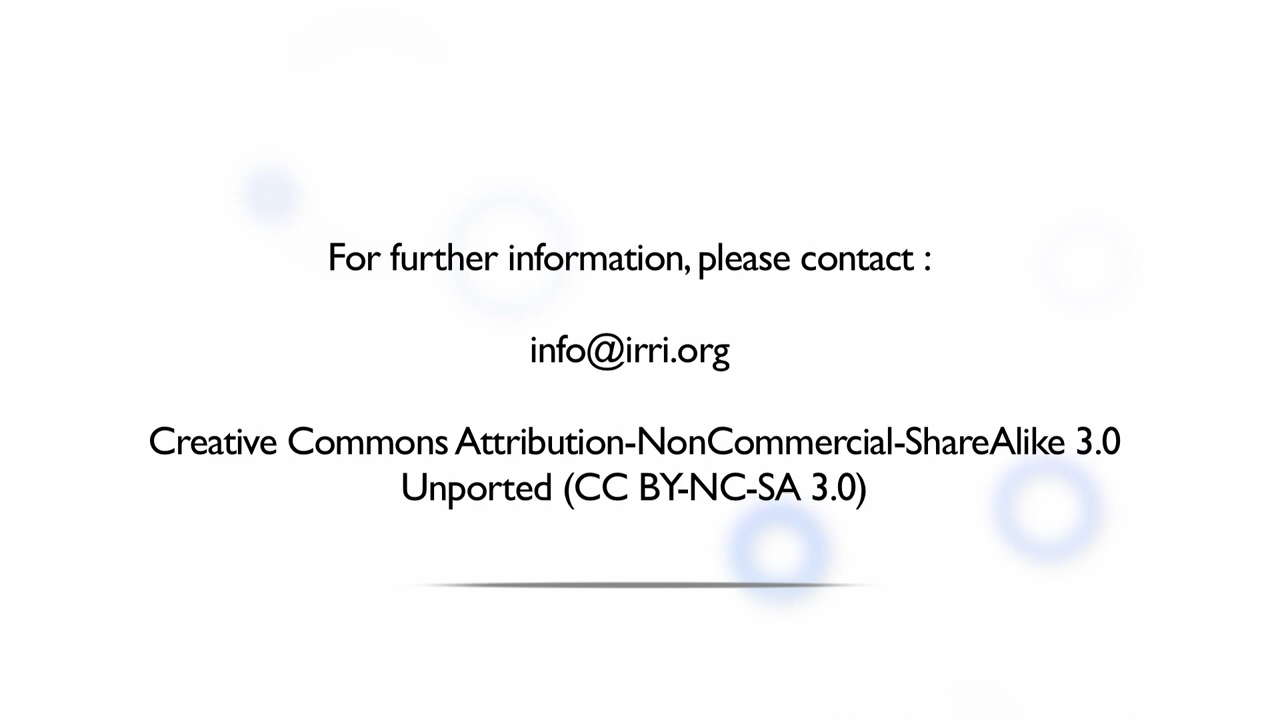 For further information, please contact :
info@irri.org
Creative Commons Attribution-NonCommercial-ShareAlike 3.0
Unported (CC BY-NC-SA 3.0)